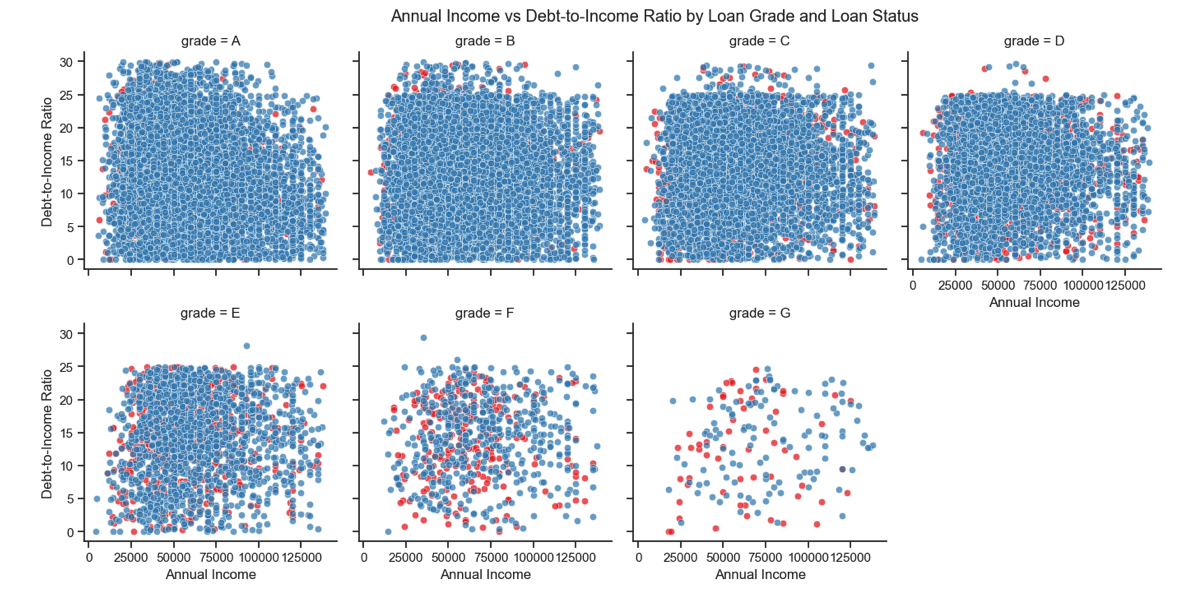 Annual Income vs Debt-to-Income Ratio by Loan Grade and Loan Status
grade = A
grade = B
grade = C
grade = D
30
25
20
15
10
5
0
Debt-to-Income Ratio
0
25000
50000
75000
100000
125000
Annual Income
grade = E
grade = F
grade = G
30
25
20
15
10
5
0
Debt-to-Income Ratio
0
25000
50000
75000
100000
125000
0
25000
50000
75000
100000
125000
0
25000
50000
75000
100000
125000
Annual Income
Annual Income
Annual Income